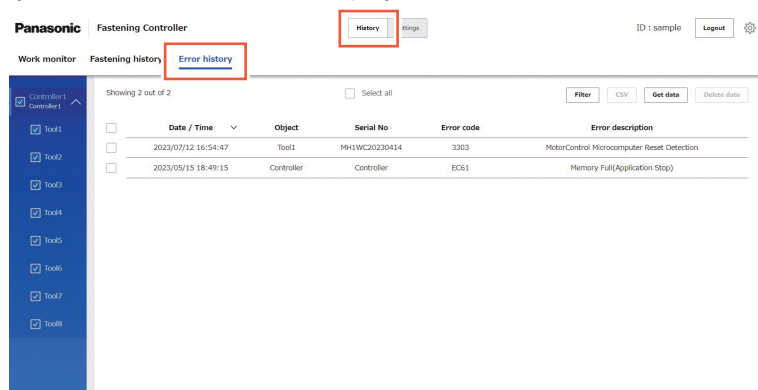 Panasonic Fastening Controller History ttings ID : sample Logout
Work monitor Fastening history Error history
Controller1
Controller1
Showing 2 out of 2 Select all Filter CSV Get data Delete data
Tool1
Tool2
Tool3
Tool4
Tool5
Tool6
Tool7
Tool8
Date / Time Object Serial No Error code Error description
2023/07/12 16:54:47 Tool1 MH1WC20230414 3303 MotorControl Microcomputer Reset Detection
2023/05/15 18:49:15 Controller Controller EC61 Memory Full(Application Stop)